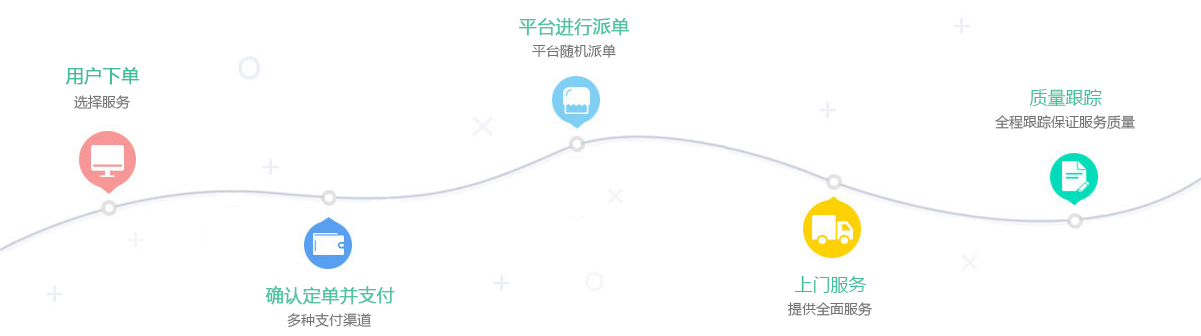 用户下单
选择服务
确认定单并支付
多种支付渠道
平台进行派单
平台随机派单
上门服务
提供全面服务
质量跟踪
全程跟踪保证服务质量